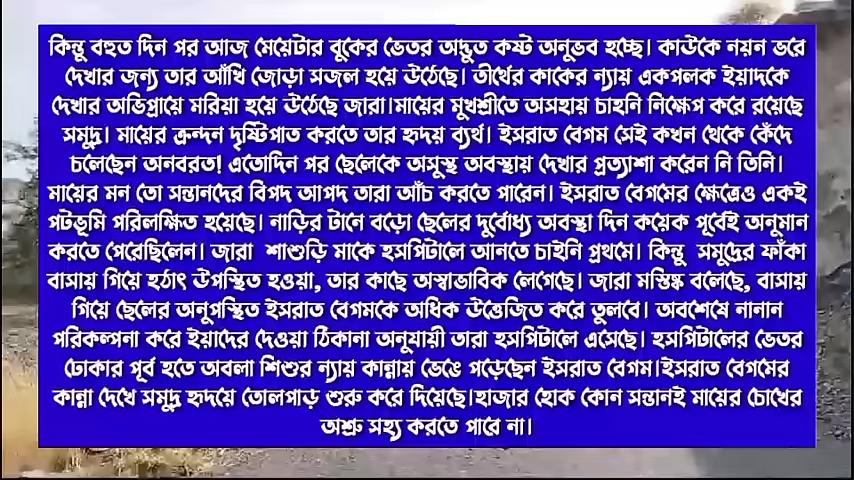 কিন্তু বহুত দিন পর আজ মেয়েটার বুকের ভেতর অদ্ভুত কষ্ট অনুভব হচ্ছে। কাউকে নয়ন ভরে
দেখার জন্য তার আঁখি জোড়া সজল হয়ে উঠেছে। তীর্থের কাকের ন্যায় একপলক ইয়াদকে
দেখার অভিপ্রায়ে মরিয়া হয়ে উঠেছে জারা।মায়ের মুখশ্রীতে অসহায় চাহনি নিক্ষেপ করে রয়েছে
সমুদ্র। মায়ের ক্রন্দন দৃষ্টিপাত করতে তার হৃদয় ব্যর্থ। ইসরাত বেগম সেই কখন থেকে কেঁদে
চলেছেন অনবরত! এতোদিন পর ছেলেকে অসুস্থ অবস্থায় দেখার প্রত্যাশা করেন নি তিনি।
মায়ের মন তো সন্তানদের বিপদ আপদ তারা আঁচ করতে পারেন। ইসরাত বেগমের ক্ষেত্রেও একই
পটভূমি পরিলক্ষিত হয়েছে। নাড়ির টানে বড়ো ছেলের দুর্বোধ্য অবস্থা দিন কয়েক পূর্বেই অনুমান
করতে পেরেছিলেন। জারা শাশুড়ি মাকে হসপিটালে আনতে চাইনি প্রথমে। কিন্তু সমুদ্রের ফাঁকা
বাসায় গিয়ে হঠাৎ উপস্থিত হওয়া, তার কাছে অস্বাভাবিক লেগেছে। জারা মস্তিষ্ক বলেছে, বাসায়
গিয়ে ছেলের অনুপস্থিত ইসরাত বেগমকে অধিক উত্তেজিত করে তুলবে। অবশেষে নানান
পরিকল্পনা করে ইয়াদের দেওয়া ঠিকানা অনুযায়ী তারা হসপিটালে এসেছে। হসপিটালের ভেতর
ঢোকার পূর্ব হতে অবলা শিশুর ন্যায় কান্নায় ভেঙে পড়েছেন ইসরাত বেগম।ইসরাত বেগমের
কান্না দেখে সমুদ্র হৃদয়ে তোলপাড় শুরু করে দিয়েছে।হাজার হোক কোন সন্তানই মায়ের চোখের
অশ্রু সহ্য করতে পারে না।